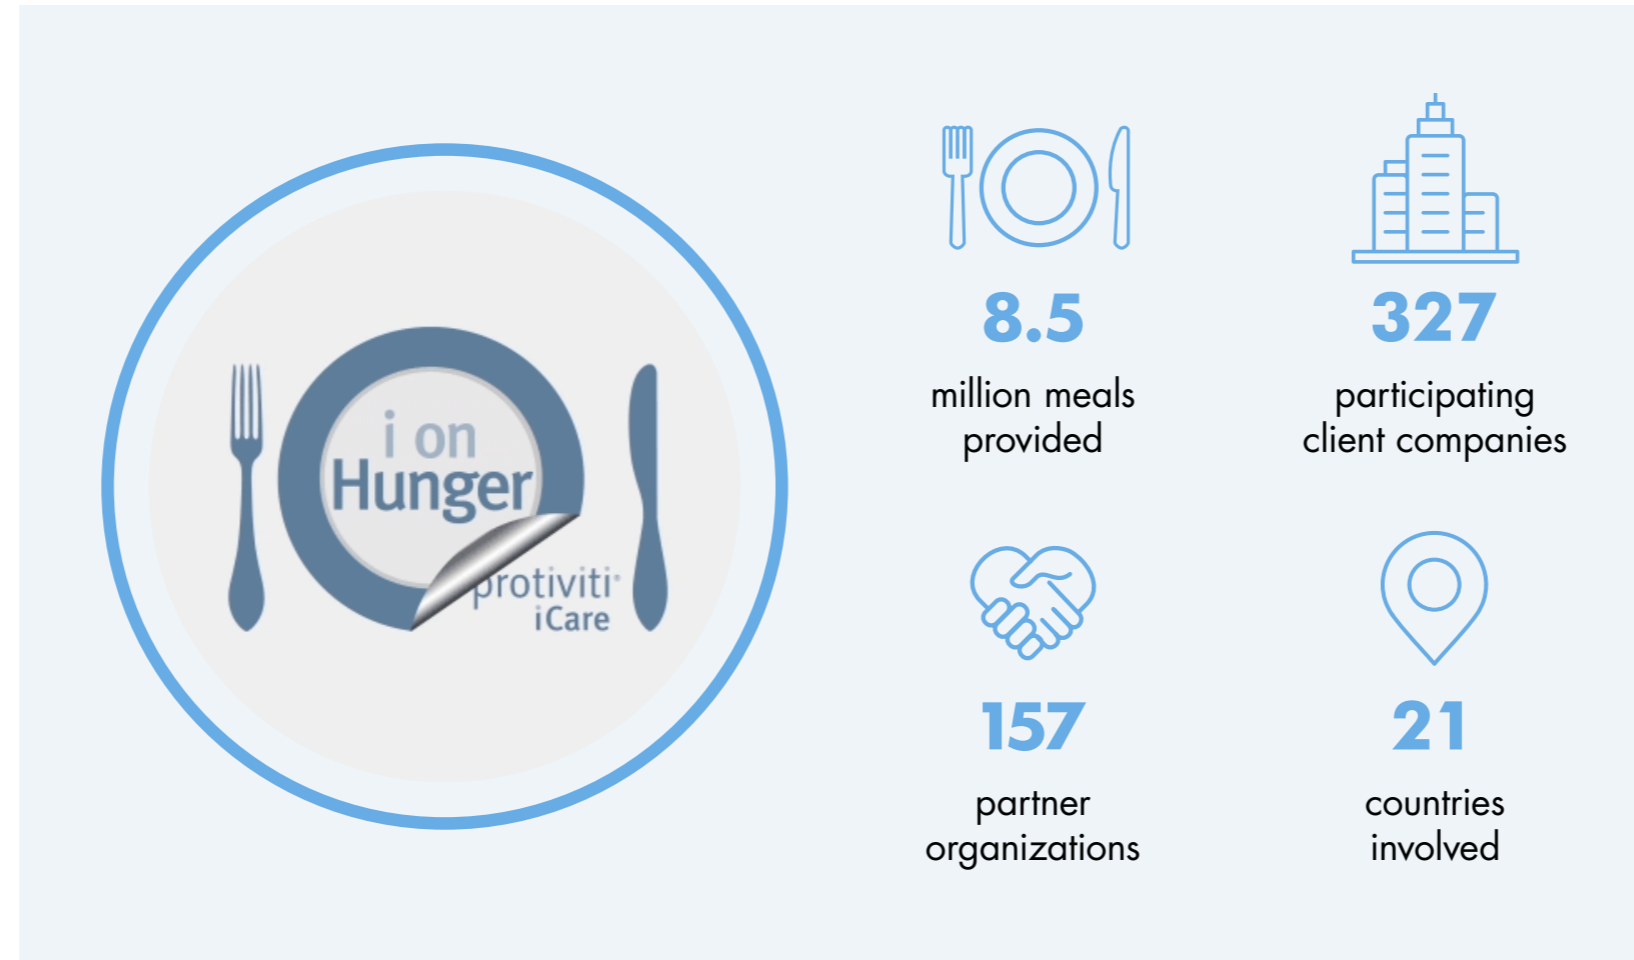 i on
Hunger
protiviti®
iCare
8.5
million meals
provided
327
participating
client companies
157
partner
organizations
21
countries
involved